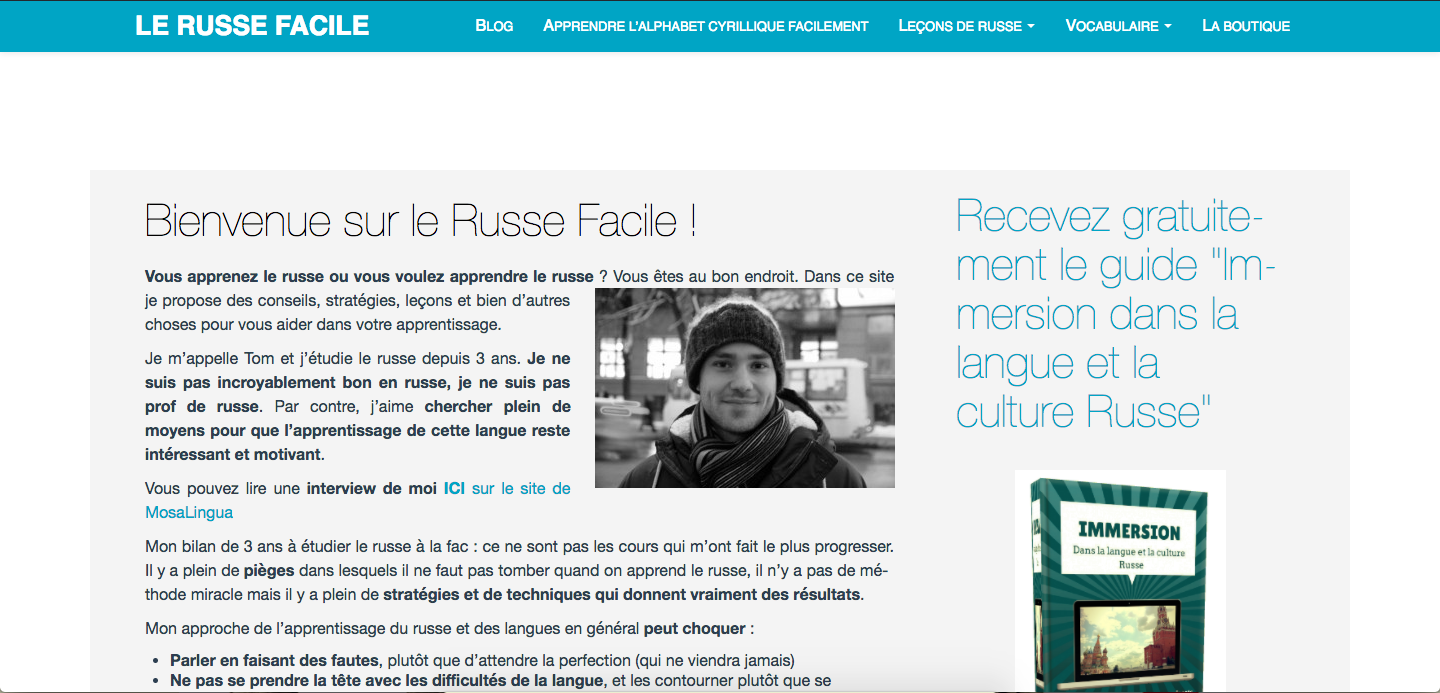 LE RUSSE FACILE
Blog
Apprendre l'alphabet cyrillique facilement
Leçons de russe
Vocabulaire
La boutique
Bienvenue sur le Russe Facile !
Vous apprenez le russe ou vous voulez apprendre le russe ? Vous êtes au bon endroit. Dans ce site
je propose des conseils, stratégies, leçons et bien d’autres
choses pour vous aider dans votre apprentissage.
Je m’appelle Tom et j’étudie le russe depuis 3 ans. Je ne
suis pas incroyablement bon en russe, je ne suis pas
prof de russe. Par contre, j’aime chercher plein de
moyens pour que l’apprentissage de cette langue reste
intéressant et motivant.
Vous pouvez lire une interview de moi ICI sur le site de
MosaLingua
Mon bilan de 3 ans à étudier le russe à la fac : ce ne sont pas les cours qui m’ont fait le plus progresser.
Il y a plein de pièges dans lesquels il ne faut pas tomber quand on apprend le russe, il n’y a pas de mé-
thode miracle mais il y a plein de stratégies et de techniques qui donnent vraiment des résultats.
Mon approche de l’apprentissage du russe et des langues en général peut choquer :
• Parler en faisant des fautes, plutôt que d’attendre la perfection (qui ne viendra jamais)
• Ne pas se prendre la tête avec les difficultés de la langue, et les contourner plutôt que se
Recevez gratuite-
ment le guide "Im-
mersion dans la
langue et la
culture Russe"
IMMERSION
Dans la langue et la culture
Russe